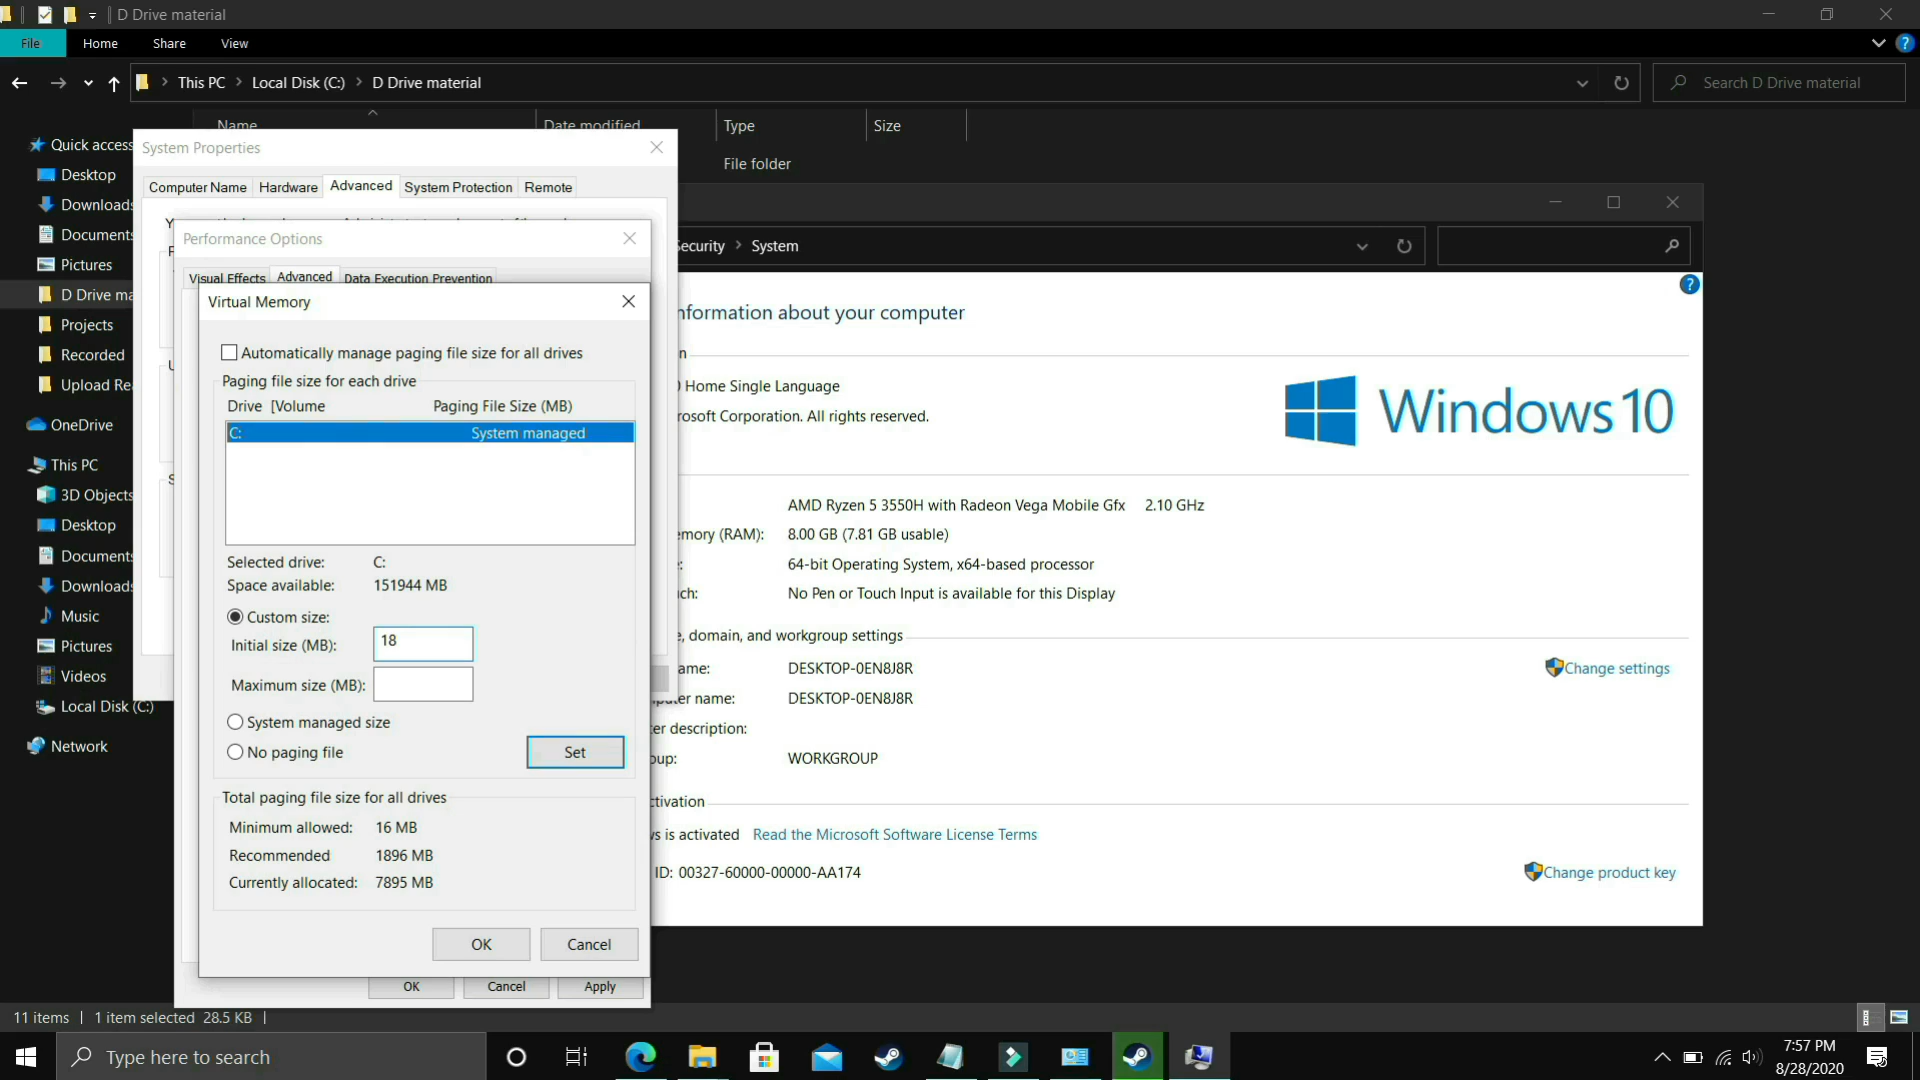 D Drive material
File Home Share View
This PC Local Disk (C:) D Drive material
Search D Drive material
Name Date modified Type Size
File folder
Quick access
Desktop
Downloads
Documents
Pictures
D Drive ma
Projects
Recorded
Upload Re
OneDrive
This PC
3D Objects
Desktop
Documents
Downloads
Music
Pictures
Videos
Local Disk (C:)
Network
System Properties
Computer Name Hardware Advanced System Protection Remote
Performance Options
Visual Effects Advanced Data Execution Prevention
Virtual Memory
Automatically manage paging file size for all drives
Paging file size for each drive
Drive [Volume Paging File Size (MB)
C: System managed
Selected drive: C:
Space available: 151944 MB
Custom size:
Initial size (MB): 18
Maximum size (MB):
System managed size
No paging file
Set
Total paging file size for all drives
Minimum allowed: 16 MB
Recommended 1896 MB
Currently allocated: 7895 MB
OK Cancel
OK Cancel Apply
ecurity System
nformation about your computer
n
0 Home Single Language
rosoft Corporation. All rights reserved.
Windows 10
AMD Ryzen 5 3550H with Radeon Vega Mobile Gfx 2.10 GHz
emory (RAM): 8.00 GB (7.81 GB usable)
e: 64-bit Operating System, x64-based processor
uch: No Pen or Touch Input is available for this Display
e, domain, and workgroup settings
ame: DESKTOP-0EN8J8R
Change settings
puter name: DESKTOP-0EN8J8R
ter description:
oup: WORKGROUP
ctivation
ws is activated Read the Microsoft Software License Terms
ID: 00327-60000-00000-AA174
Change product key
11 items 1 item selected 28.5 KB
Type here to search
7:57 PM
8/28/2020